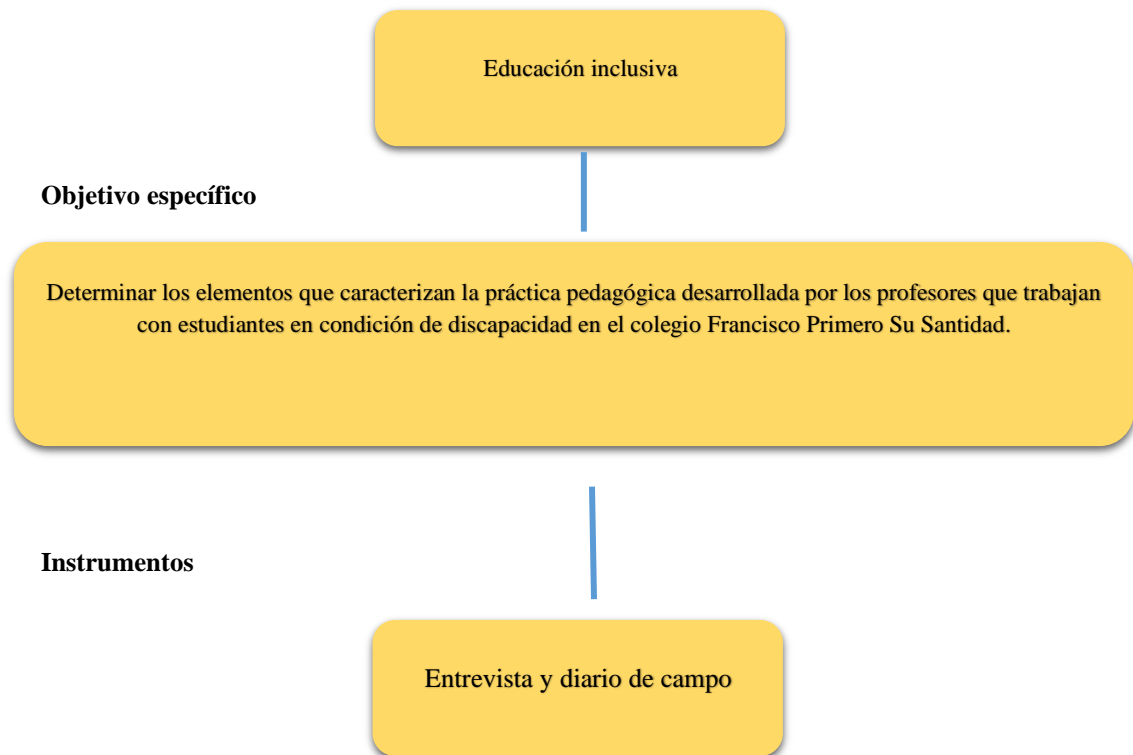 Educación inclusiva
Objetivo específico
Determinar los elementos que caracterizan la práctica pedagógica desarrollada por los profesores que trabajan
con estudiantes en condición de discapacidad en el colegio Francisco Primero Su Santidad.
Instrumentos
Entrevista y diario de campo